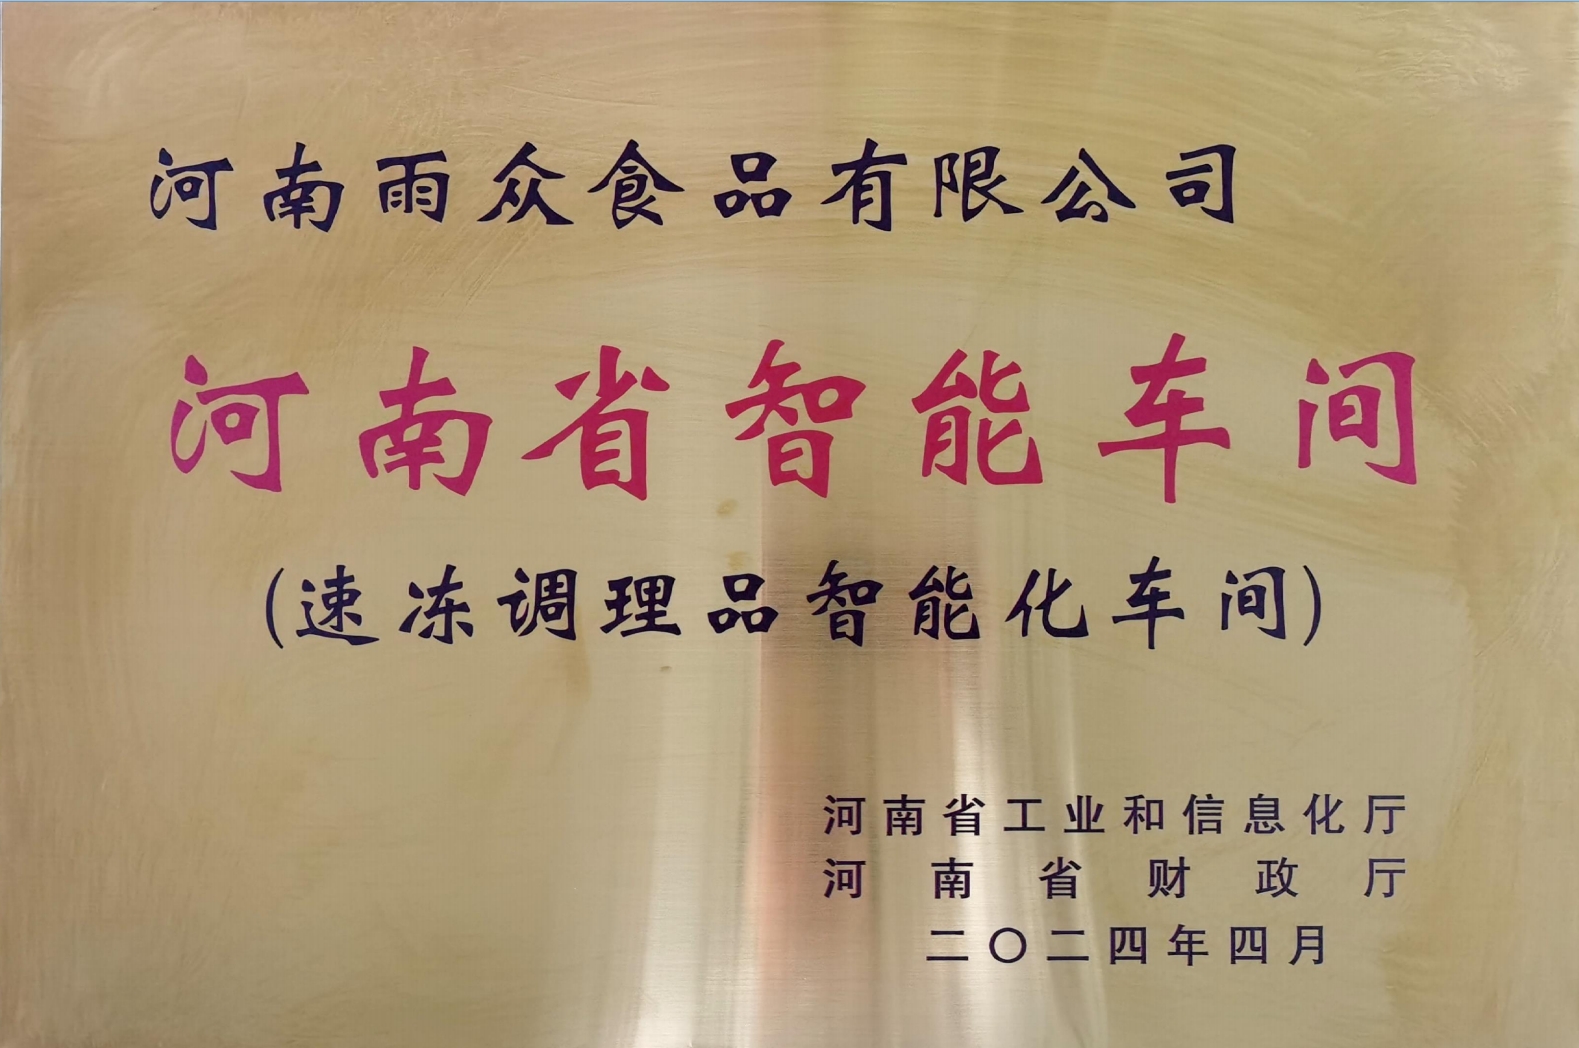 河南雨众食品有限公司
河南省智能车间
(速冻调理品智能化车间)
河南省工业和信息化厅
河南省财政厅
二〇二四年四月